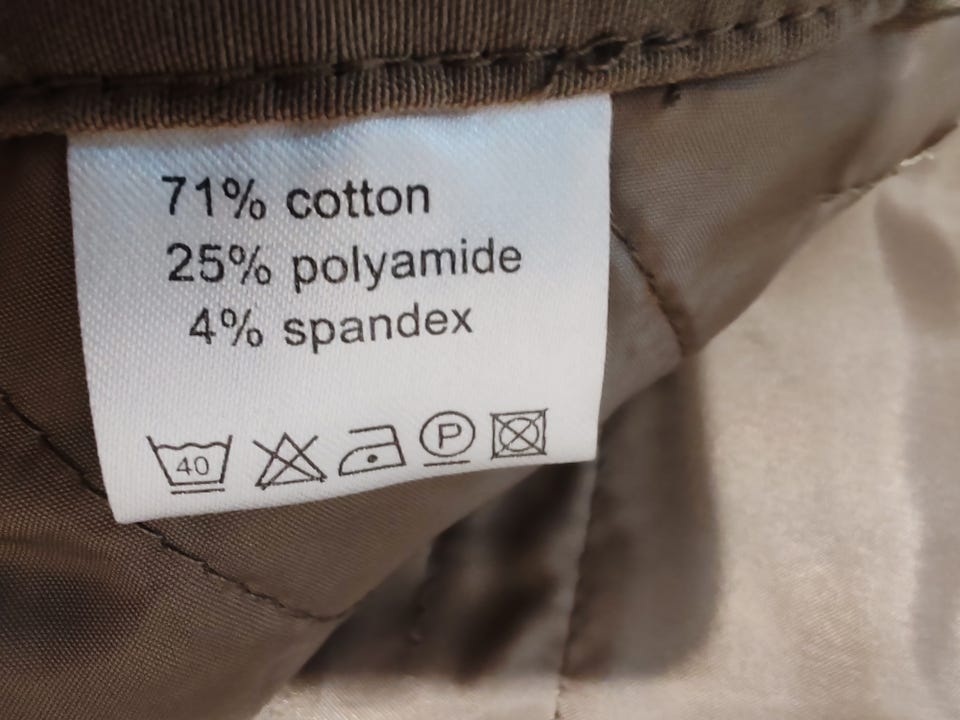 71% cotton
25% polyamide
4% spandex
40 P